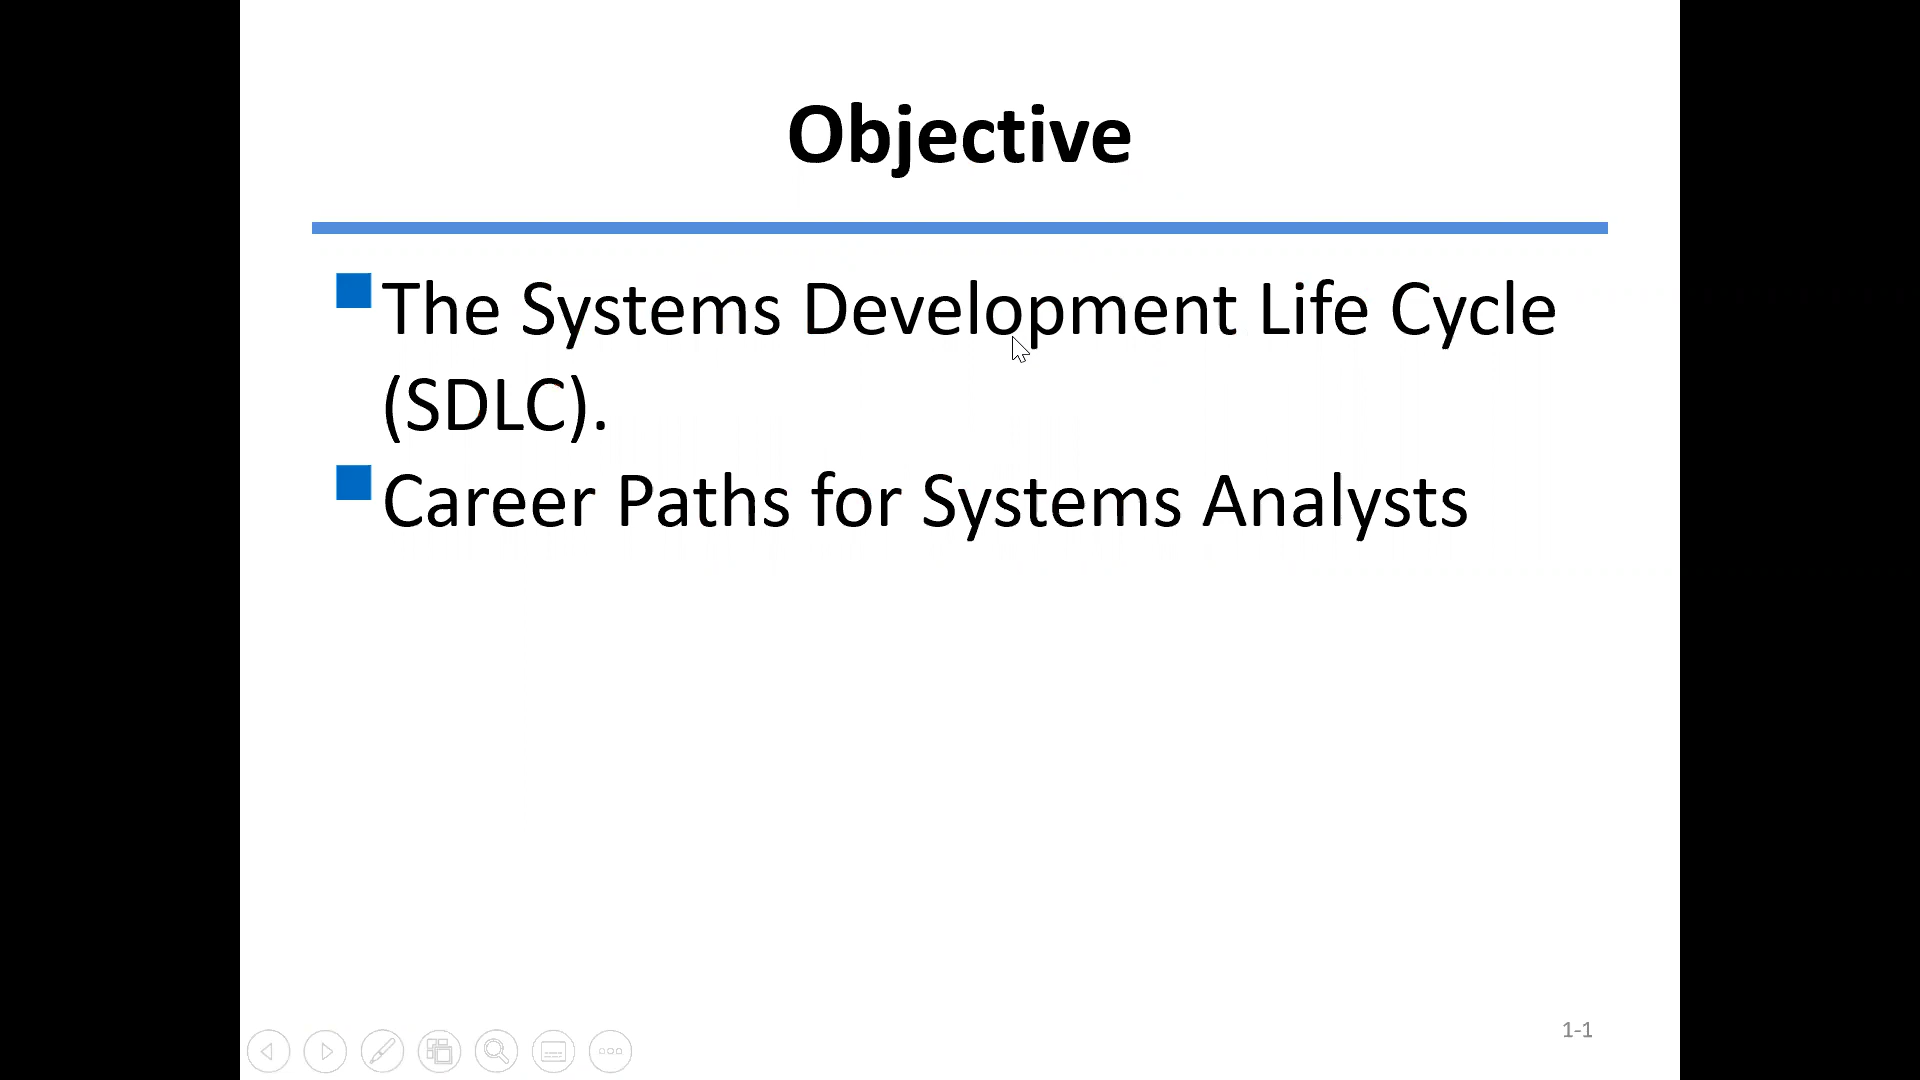 Objective
The Systems Development Life Cycle
(SDLC).
Career Paths for Systems Analysts
1-1